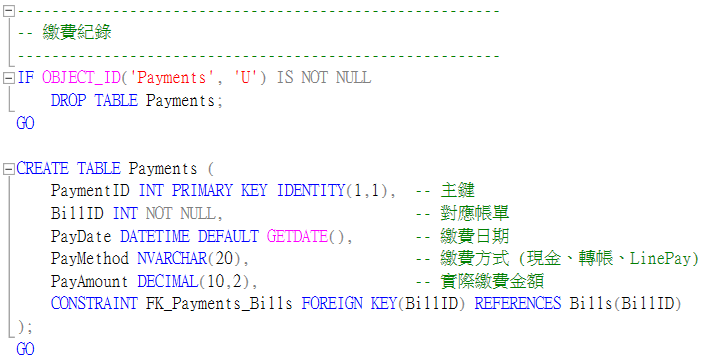 ---------------------------------------------------------
-- 繳費紀錄
---------------------------------------------------------
IF OBJECT_ID('Payments', 'U') IS NOT NULL
    DROP TABLE Payments;
GO

CREATE TABLE Payments (
    PaymentID INT PRIMARY KEY IDENTITY(1,1),  -- 主鍵
    BillID INT NOT NULL,                      -- 對應帳單
    PayDate DATETIME DEFAULT GETDATE(),       -- 繳費日期
    PayMethod NVARCHAR(20),                   -- 繳費方式 (現金、轉帳、LinePay)
    PayAmount DECIMAL(10,2),                  -- 實際繳費金額
    CONSTRAINT FK_Payments_Bills FOREIGN KEY(BillID) REFERENCES Bills(BillID)
);
GO